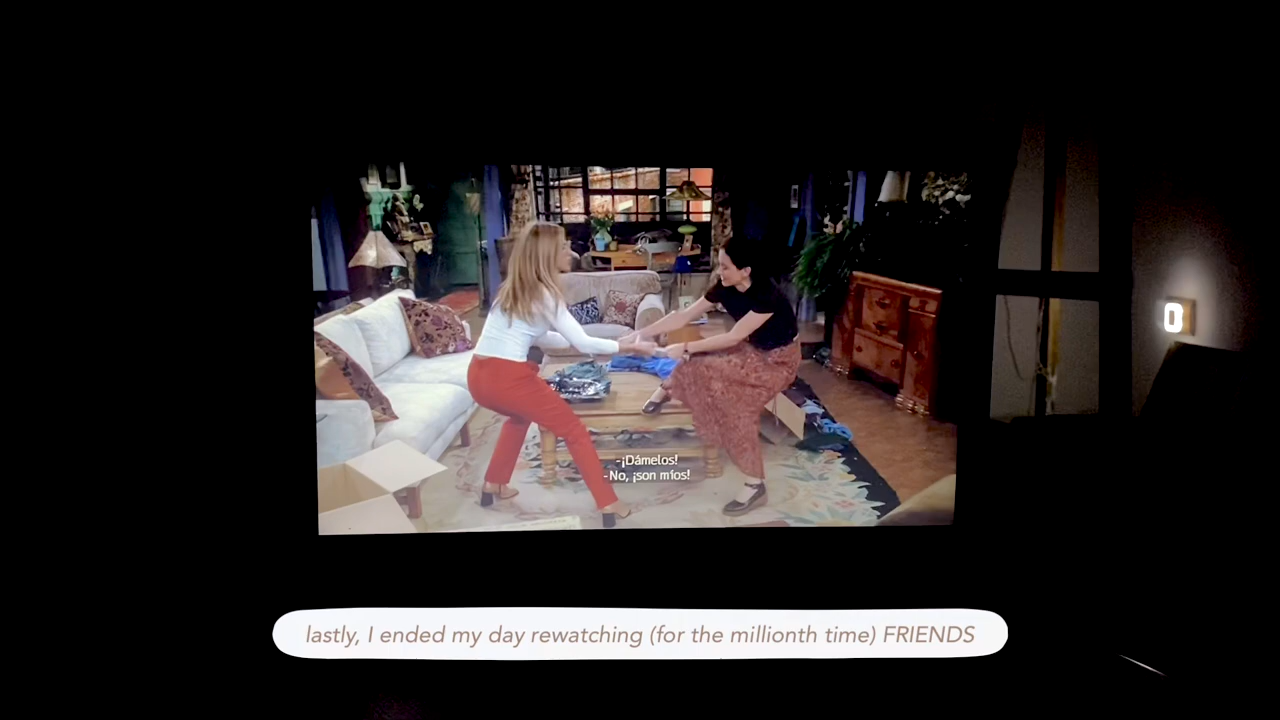 -¡Dámelos!
-No, ¡son míos!
lastly, I ended my day rewatching (for the millionth time) FRIENDS